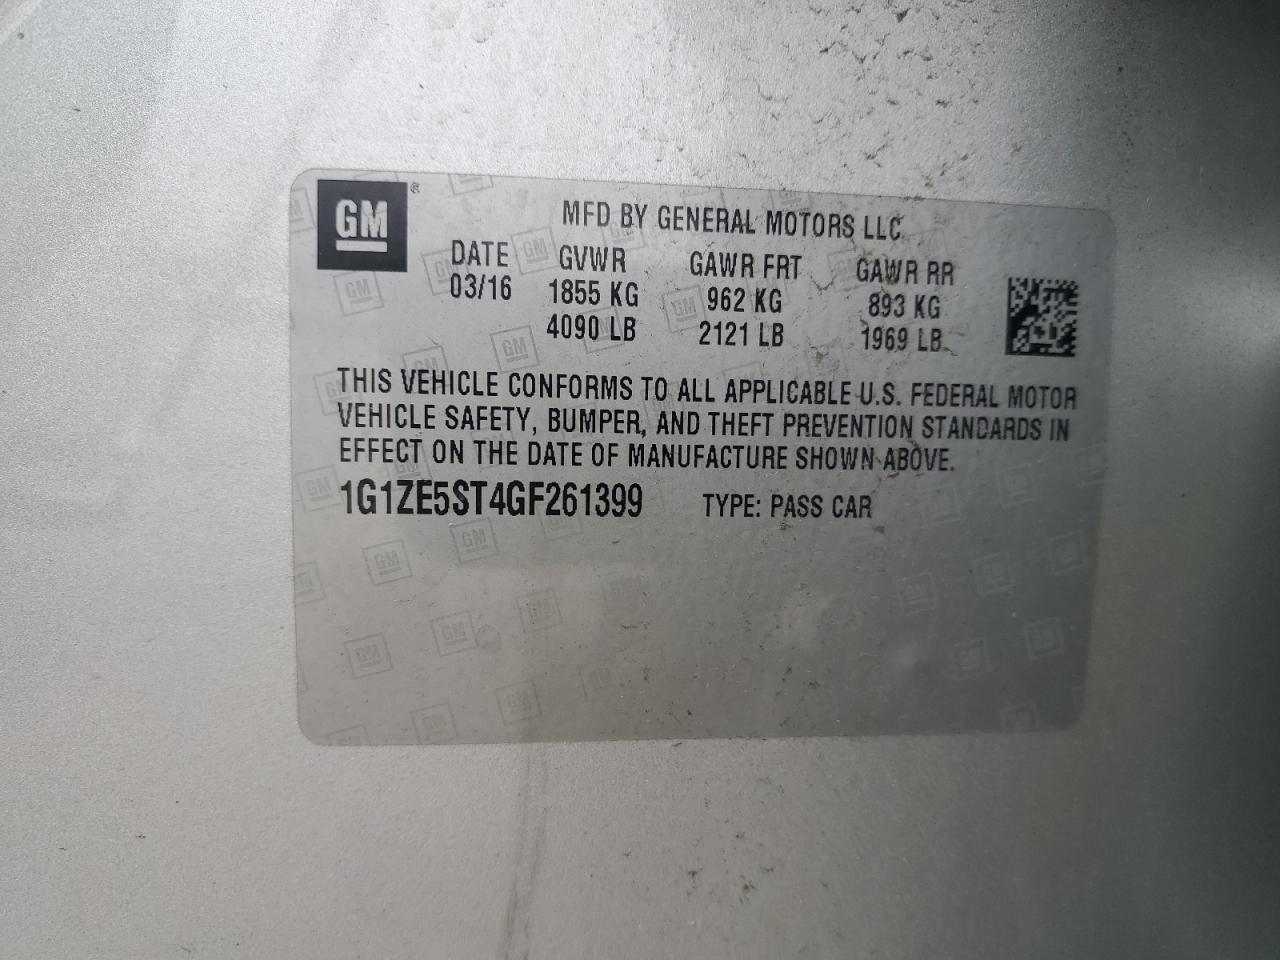 GM
MFD BY GENERAL MOTORS LLC
DATE GVWR GAWR FRT GAWR RR
03/16 1855 KG 962 KG 893 KG
4090 LB 2121 LB 1969 LB
THIS VEHICLE CONFORMS TO ALL APPLICABLE U.S. FEDERAL MOTOR
VEHICLE SAFETY, BUMPER, AND THEFT PREVENTION STANDARDS IN
EFFECT ON THE DATE OF MANUFACTURE SHOWN ABOVE.
1G1ZE5ST4GF261399 TYPE: PASS CAR